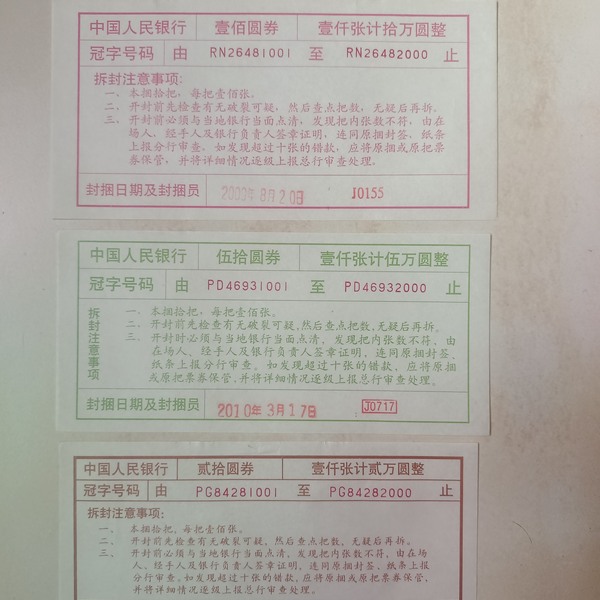 中国人民银行 壹佰圆券 壹仟张计拾万圆整
冠字号码 由 RN26481001 至 RN26482000 止
拆封注意事项:
一、本捆拾把，每把壹佰张。
二、开封前先检查有无破裂可疑，然后查点把数，无疑后再拆。
三、开封前必须与当地银行当面点清，发现把内张数不符，由在
场人、经手人及银行负责人签章证明，连同原捆封签，纸条
上报分行审查，如发现超过十张的错款，应将原捆或原把票
券保管，并将详细情况逐级上报总行审查处理。
封捆日期及封捆员 8月20日 J0155
中国人民银行 伍拾圆券 壹仟张计伍万圆整
冠字号码 由 PD46931001 至 PD46932000 止
拆封注意事项
一、本捆拾把，每把壹佰张。
二、开封前先检查有无破裂可疑,然后查点把数,无疑后再拆。
三、开封时必须与当地银行当面点清，发现把内张数不符、由
在场人、经手人及银行负责人签章证明、连同原捆封签、
纸条上报分行审查。如发现超过十张的错款、应将原捆
或原把票券保管,并将详细情况逐级上报总行审查处理。
封捆日期及封捆员 2010年3月17日 J0717
中国人民银行 贰拾圆券 壹仟张计贰万圆整
冠字号码 由 PG84281001 至 PG84282000 止
拆封注意事项:
一、本捆拾把，每把壹佰张。
二、开封前先检查有无破裂可疑,然后查点把数,无疑后再拆。
三、开封前必须与当地银行当面点清,发现把内张数不符,由在场
人、经手人及银行负责人签章证明,连同原捆封签、纸条上报
分行审查.如发现超过十张的错款,应将原捆或原把票券保管,
并将详细情况逐级上报总行审查处理。